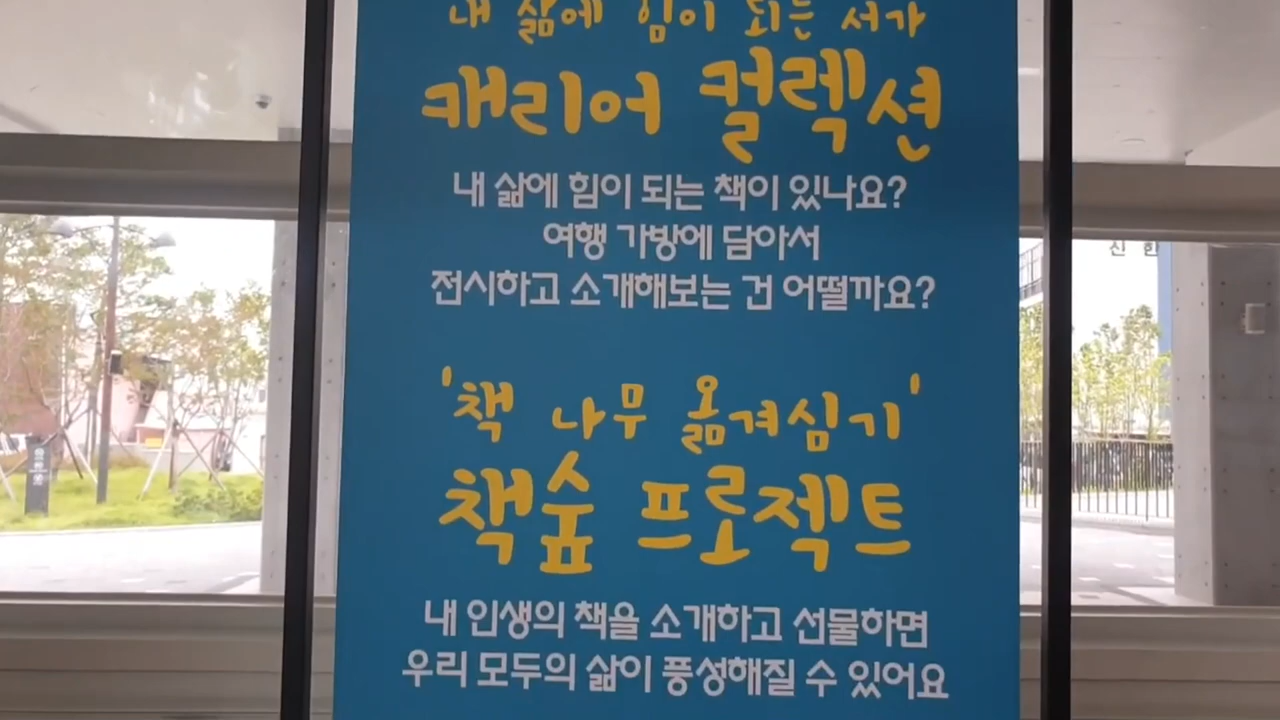 내 삶에 힘이 되는 서가
캐리어 컬렉션
내 삶에 힘이 되는 책이 있나요?
여행 가방에 담아서
전시하고 소개해보는 건 어떨까요?
'책 나무 옮겨심기'
책숲 프로젝트
내 인생의 책을 소개하고 선물하면
우리 모두의 삶이 풍성해질 수 있어요
신한